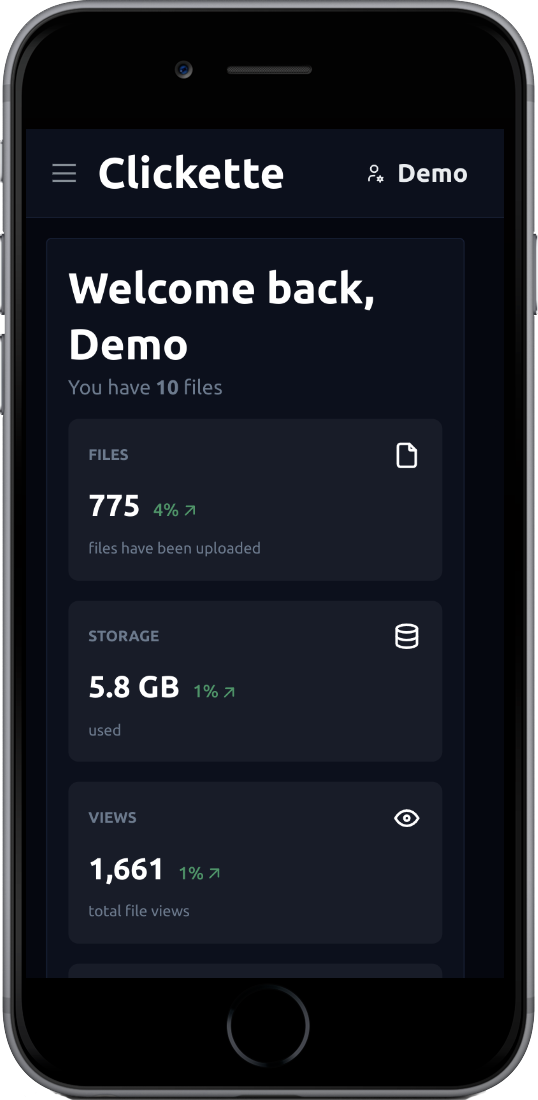 Clickette
Demo
Welcome back,
Demo
You have 10 files
FILES
775 4%
files have been uploaded
STORAGE
5.8 GB 1%
used
VIEWS
1,661 1%
total file views